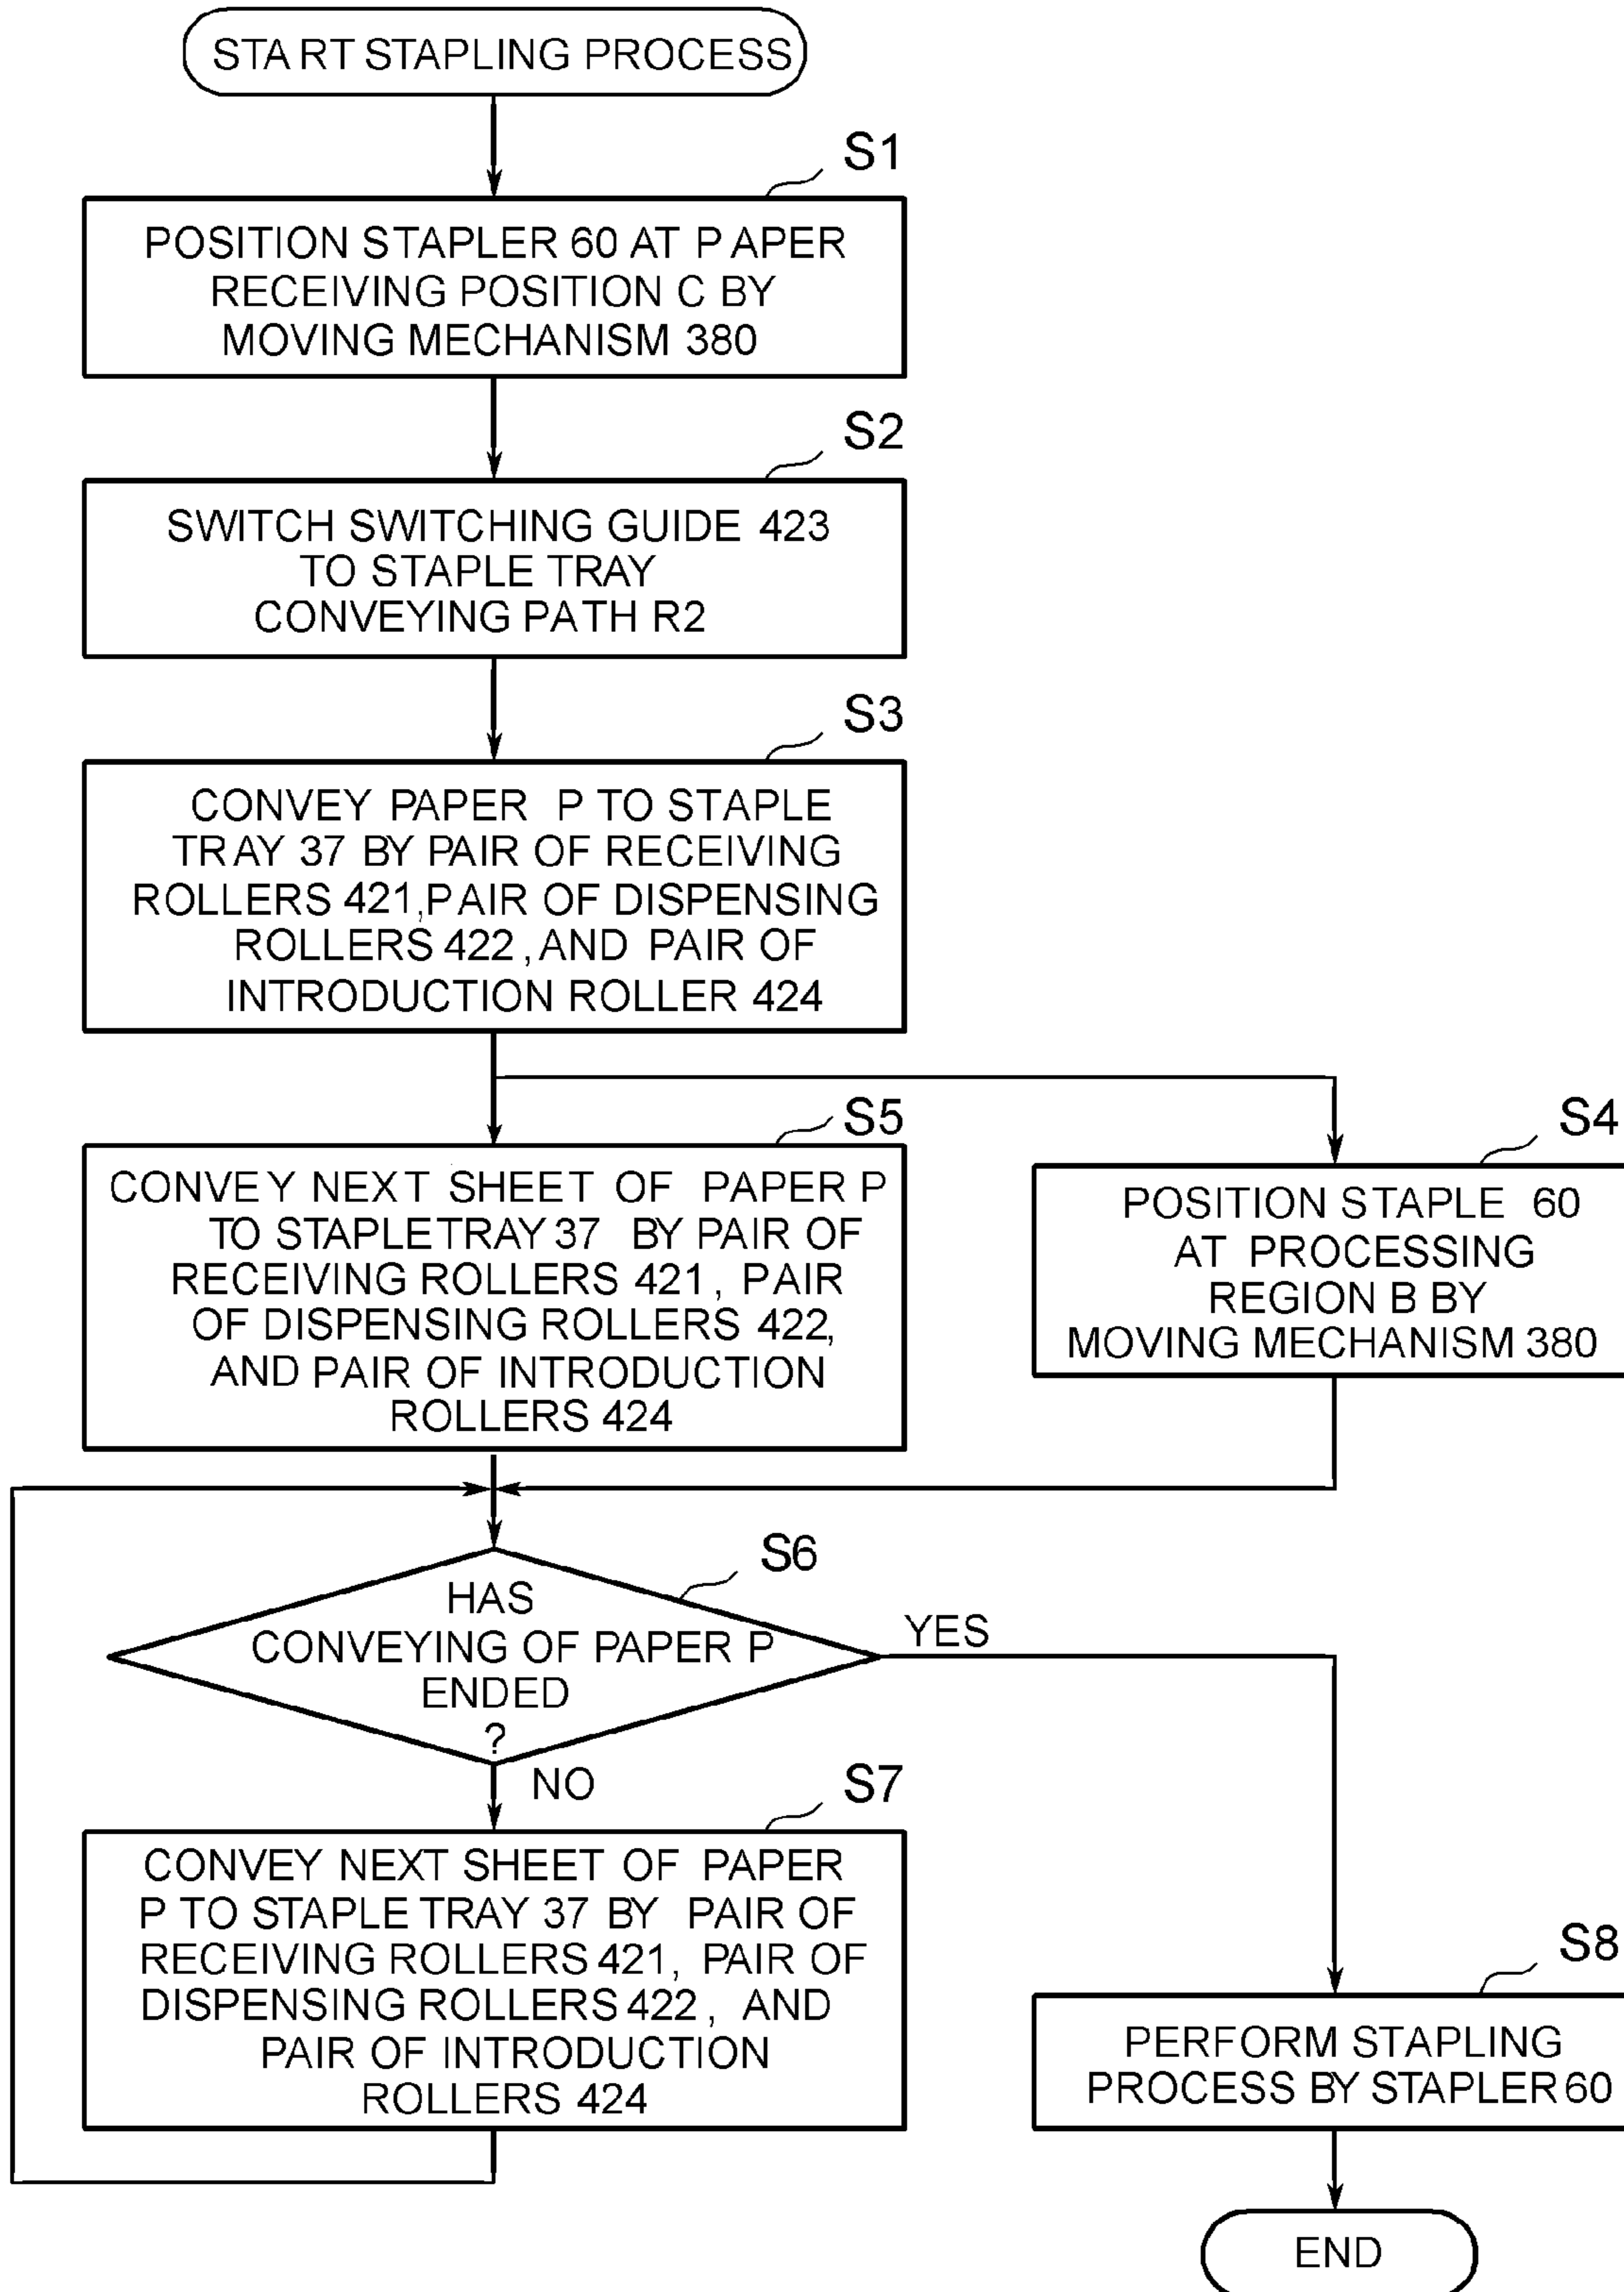 START STAPLING PROCESS
S1
POSITION STAPLER 60 AT P APER
RECEIVING POSITION C BY
MOVING MECHANISM 380
S2
SWITCH SWITCHING GUIDE 423
TO STAPLE TRAY
CONVEYING PATH R2
S3
CONVEY PAPER P TO STAPLE
TRAY 37 BY PAIR OF RECEIVING
ROLLERS 421,PAIR OF DISPENSING
ROLLERS 422, AND PAIR OF
INTRODUCTION ROLLER 424
S5
CONVEY NEXT SHEET OF PAPER P
TO STAPLETRAY 37 BY PAIR OF
RECEIVING ROLLERS 421, PAIR
OF DISPENSING ROLLERS 422,
AND PAIR OF INTRODUCTION
ROLLERS 424
S4
POSITION STAPLE 60
AT PROCESSING
REGION B BY
MOVING MECHANISM 380
S6
HAS
CONVEYING OF PAPER P
ENDED
?
YES
NO
S7
CONVEY NEXT SHEET OF PAPER
P TO STAPLE TRAY 37 BY PAIR OF
RECEIVING ROLLERS 421, PAIR OF
DISPENSING ROLLERS 422, AND
PAIR OF INTRODUCTION
ROLLERS 424
S8
PERFORM STAPLING
PROCESS BY STAPLER 60
END